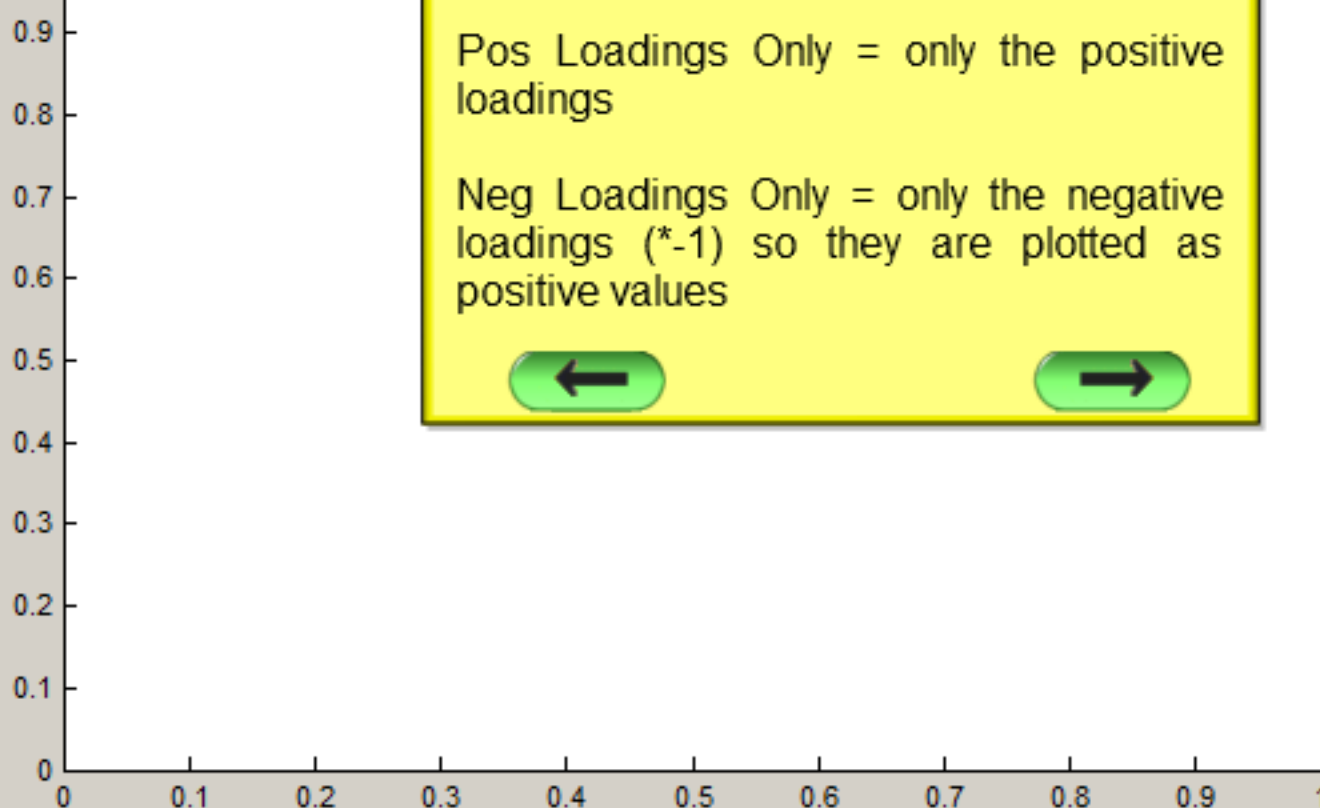 Pos Loadings Only = only the positive
loadings
Neg Loadings Only = only the negative
loadings (*-1) so they are plotted as
positive values
0.9
0.8
0.7
0.6
0.5
0.4
0.3
0.2
0.1
0
0 0.1 0.2 0.3 0.4 0.5 0.6 0.7 0.8 0.9